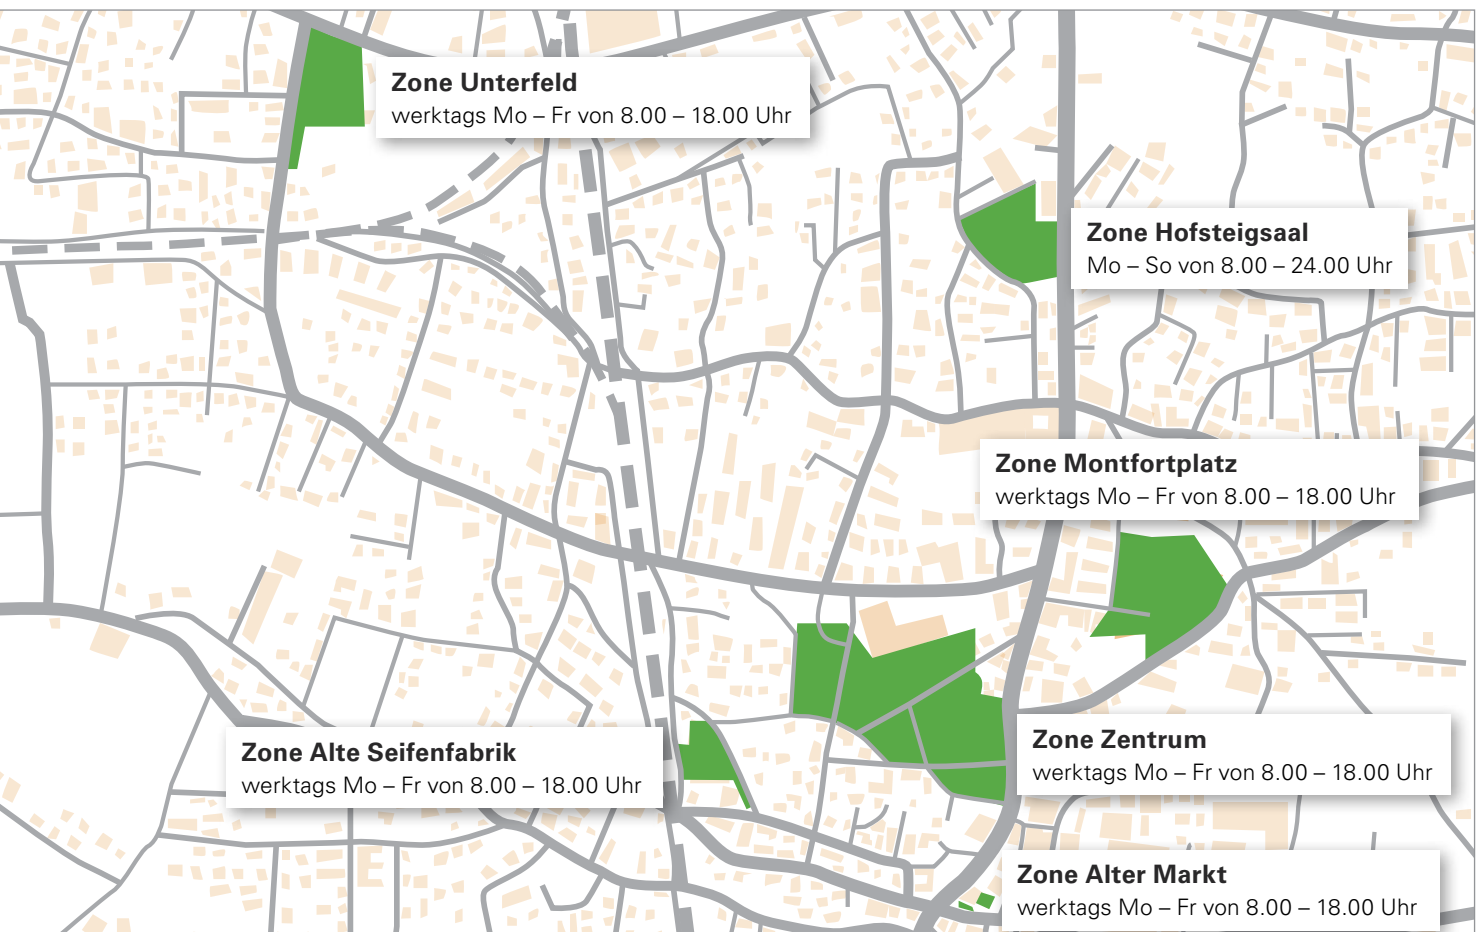 Zone Unterfeld
werktags Mo – Fr von 8.00 – 18.00 Uhr
Zone Hofsteigsaal
Mo – So von 8.00 – 24.00 Uhr
Zone Montfortplatz
werktags Mo – Fr von 8.00 – 18.00 Uhr
Zone Alte Seifenfabrik
werktags Mo – Fr von 8.00 – 18.00 Uhr
Zone Zentrum
werktags Mo – Fr von 8.00 – 18.00 Uhr
Zone Alter Markt
werktags Mo – Fr von 8.00 – 18.00 Uhr